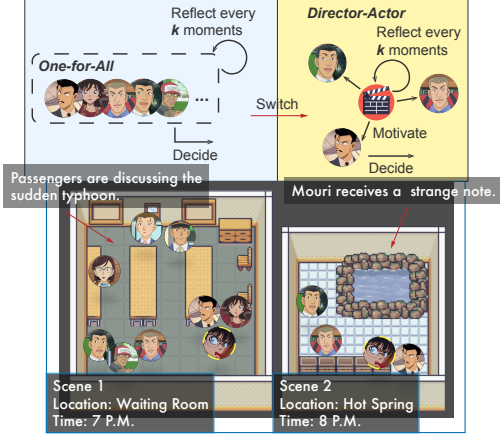 Reflect every
k moments
One-for-All
...
Decide
Switch
Director-Actor
Reflect every
k moments
Motivate
Decide
Passengers are discussing the
sudden typhoon.
Mouri receives a strange note.
Scene 1
Location: Waiting Room
Time: 7 P.M.
Scene 2
Location: Hot Spring
Time: 8 P.M.